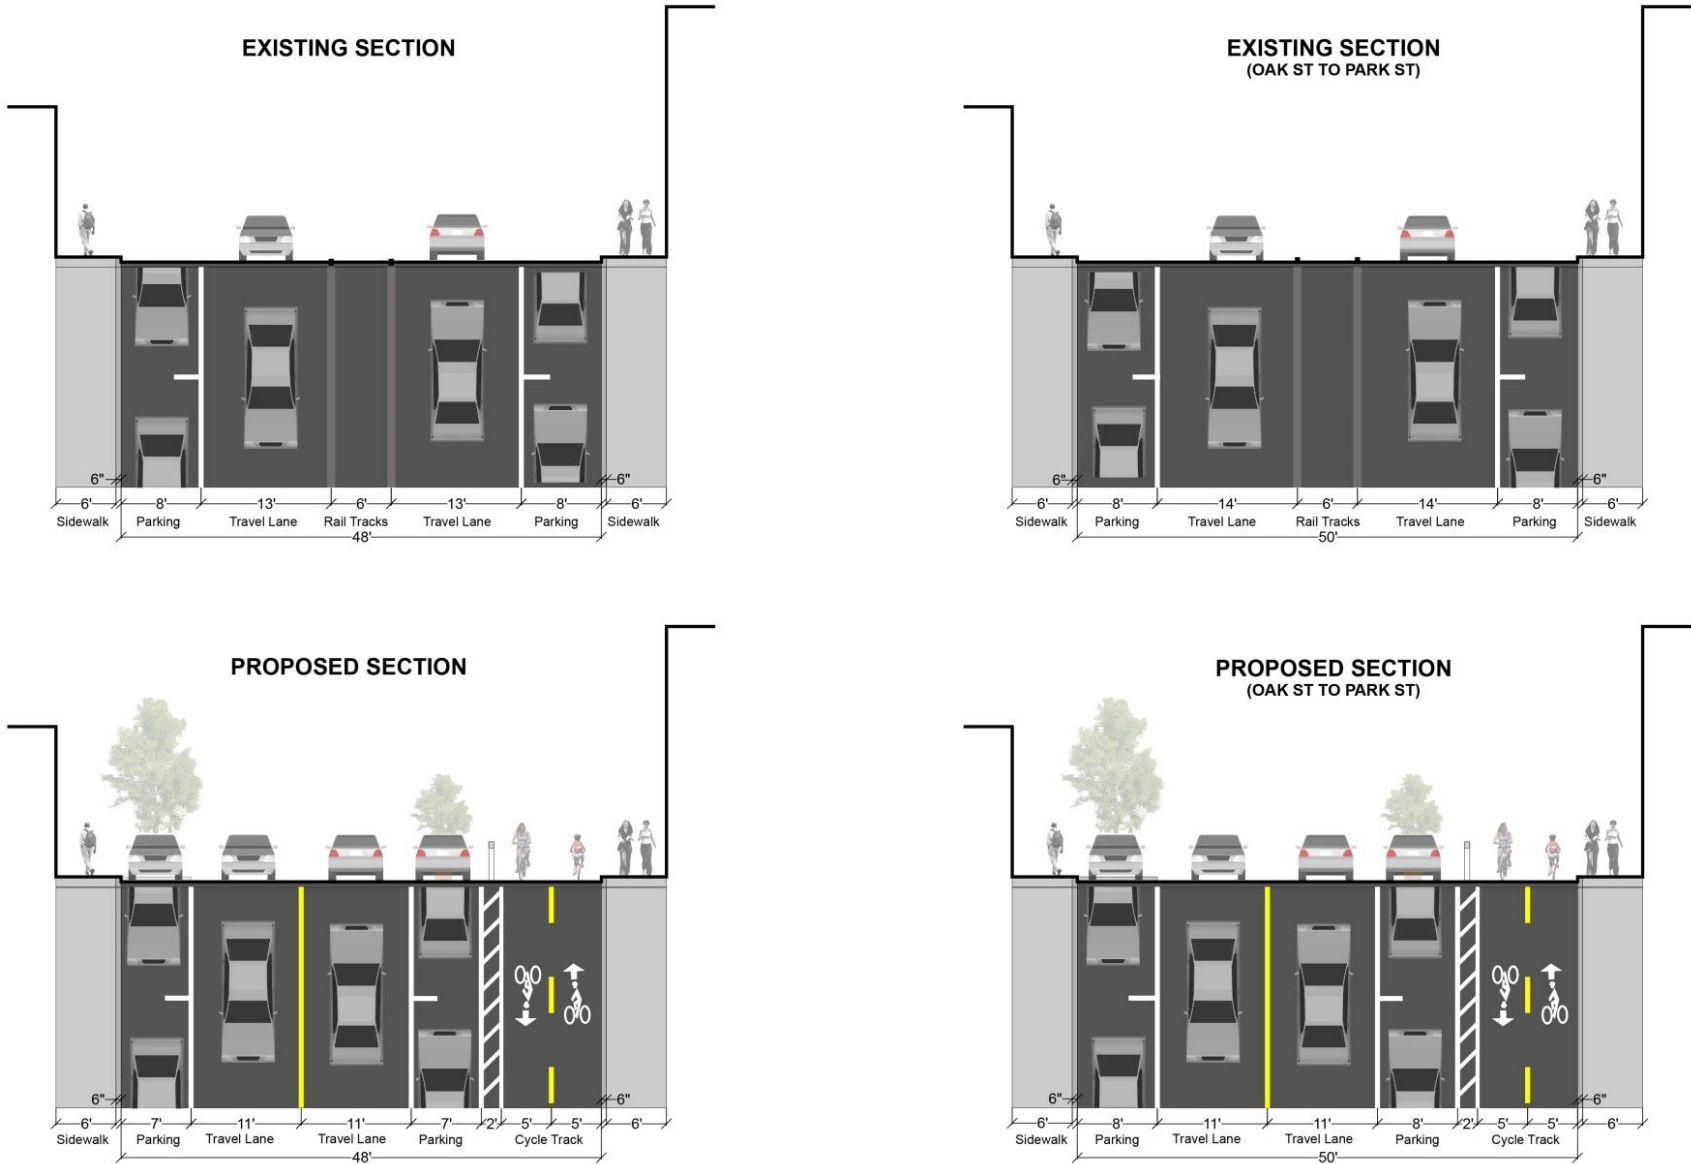 EXISTING SECTION
6" 6"
6' 8' 13' 6' 13' 8' 6'
Sidewalk Parking Travel Lane Rail Tracks Travel Lane Parking Sidewalk
48'
EXISTING SECTION
(OAK ST TO PARK ST)
6" 6"
6' 8' 14' 6' 14' 8' 6'
Sidewalk Parking Travel Lane Rail Tracks Travel Lane Parking Sidewalk
50'
PROPOSED SECTION
6" 6"
6' 7' 11' 11' 7' 2' 5' 5' 6'
Sidewalk Parking Travel Lane Travel Lane Parking Cycle Track Sidewalk
48'
PROPOSED SECTION
(OAK ST TO PARK ST)
6" 6"
6' 8' 11' 11' 8' 2' 5' 5' 6'
Sidewalk Parking Travel Lane Travel Lane Parking Cycle Track Sidewalk
50'